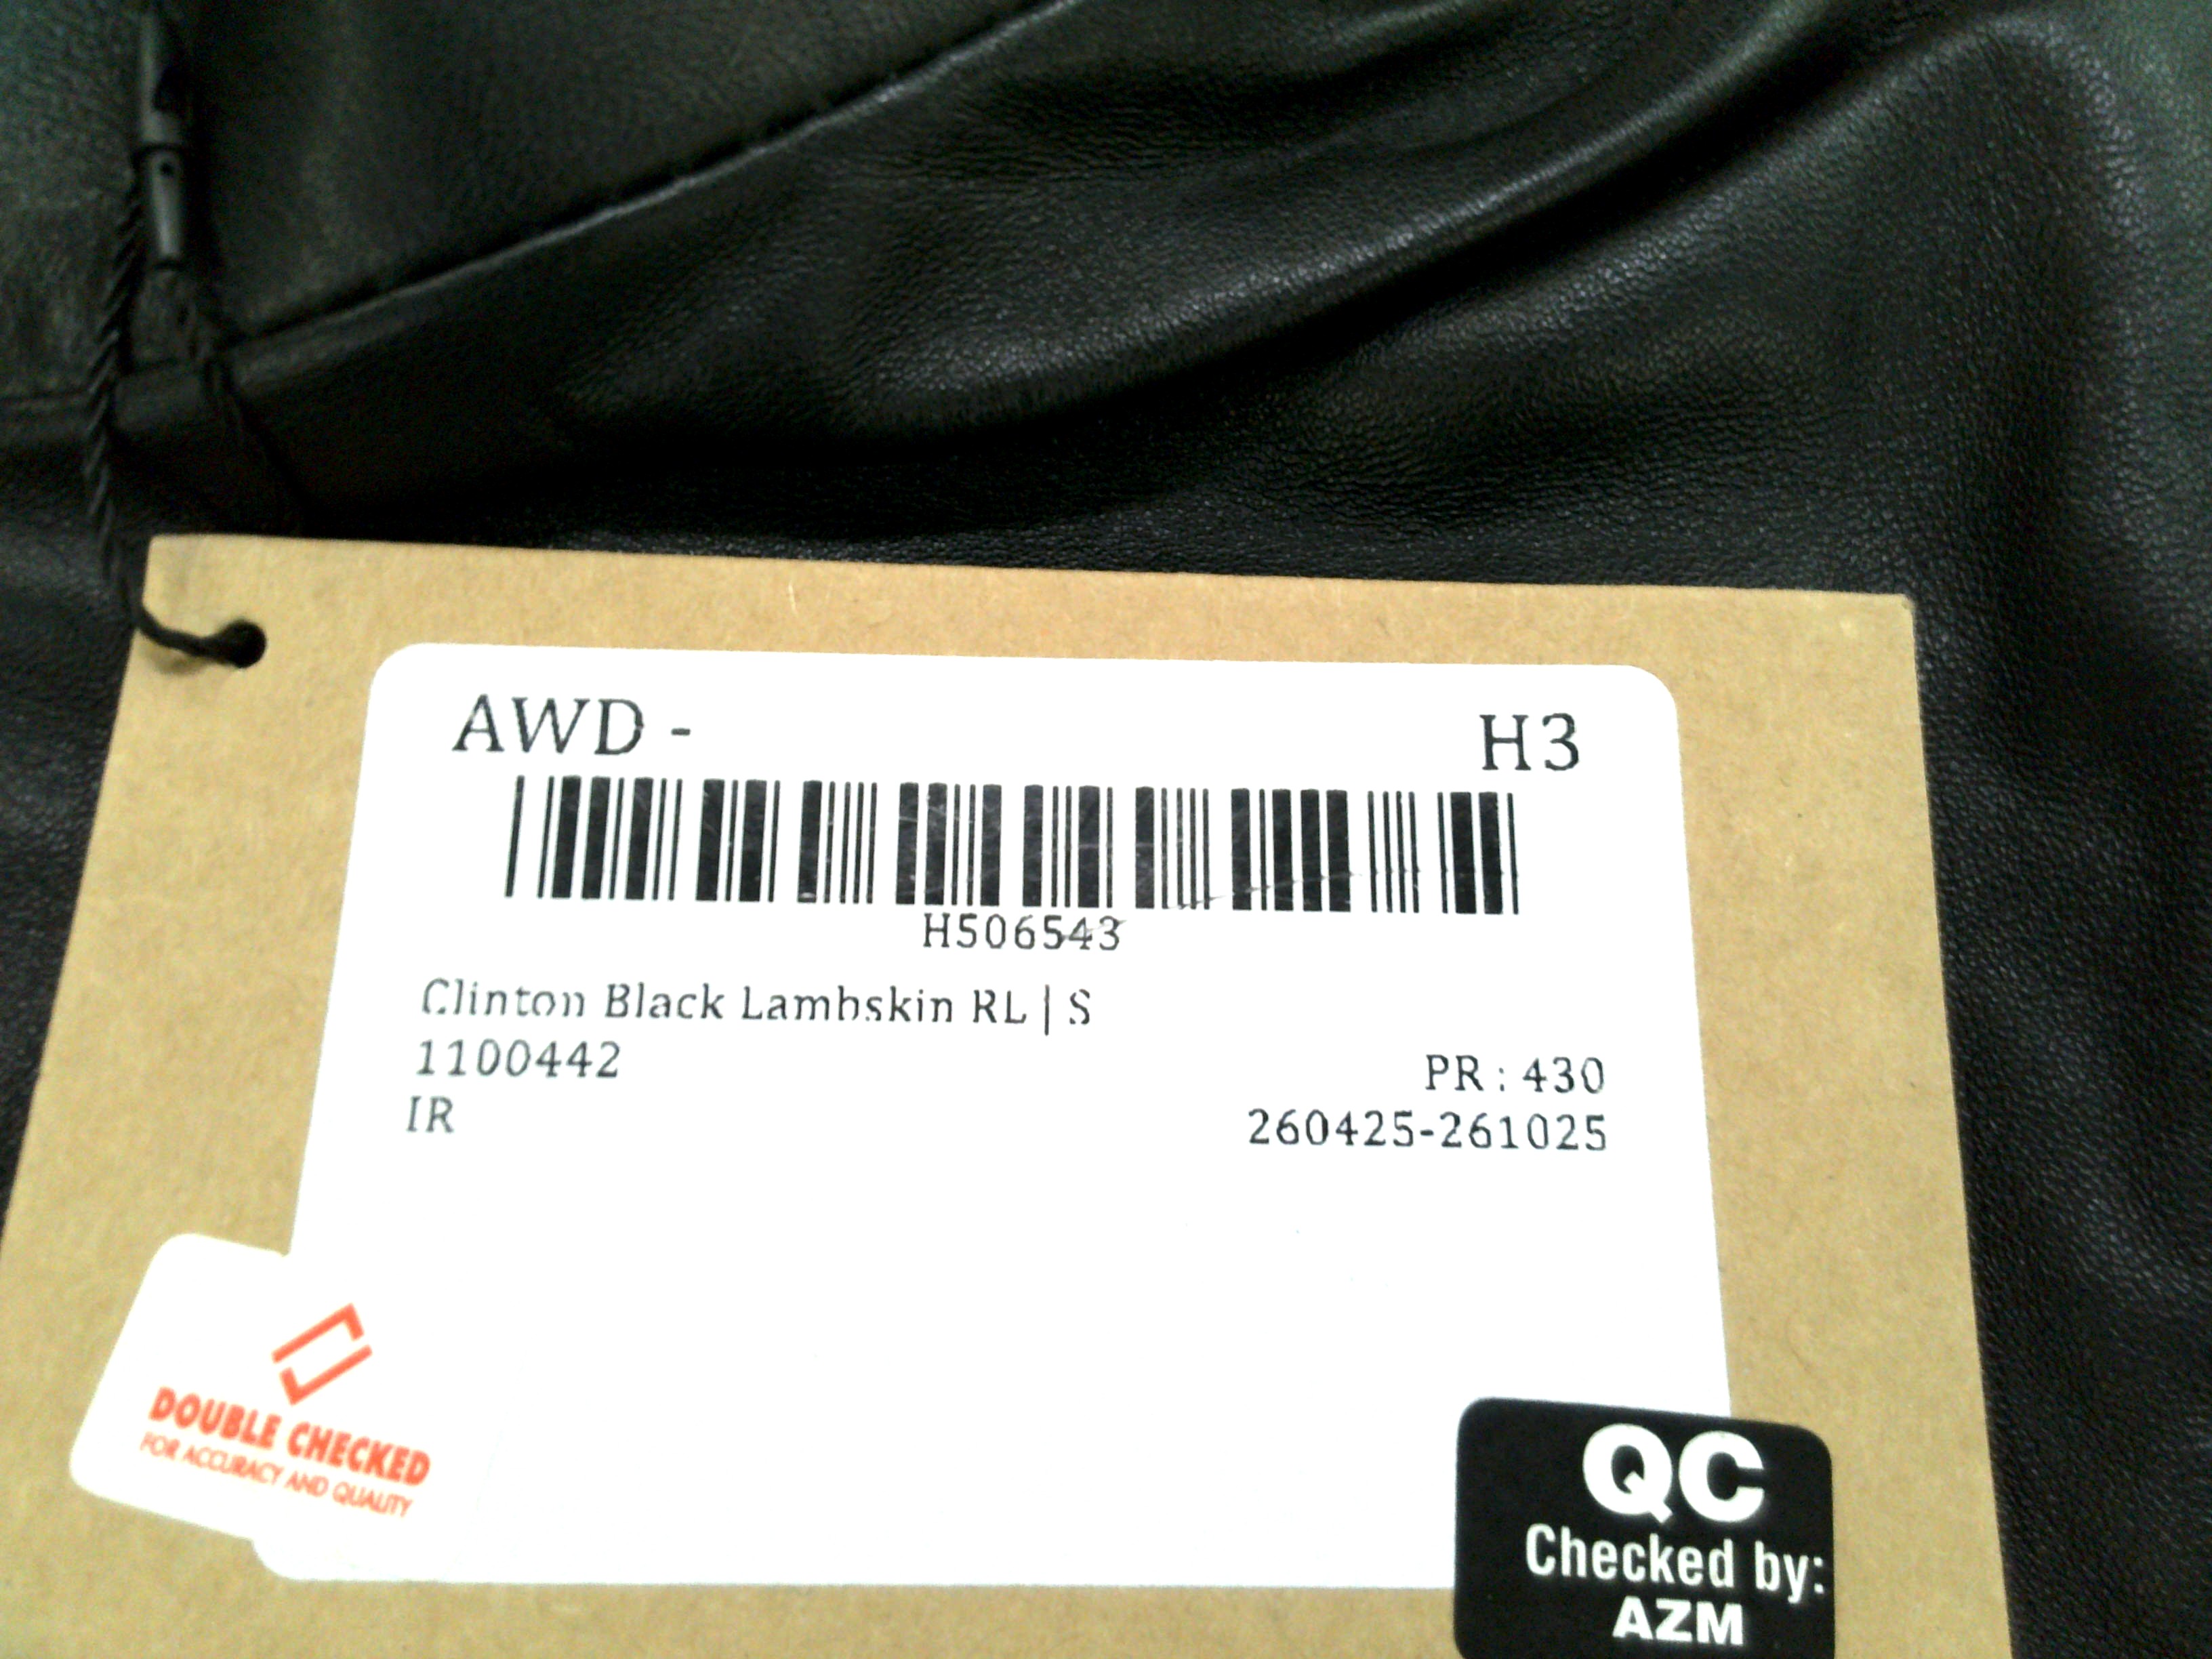 AWD - H3
H506543
Clinton Black Lambskin RL | S
1100442 PR : 430
IR 260425-261025
DOUBLE CHECKED
FOR ACCURACY AND QUALITY
QC
Checked by:
AZM